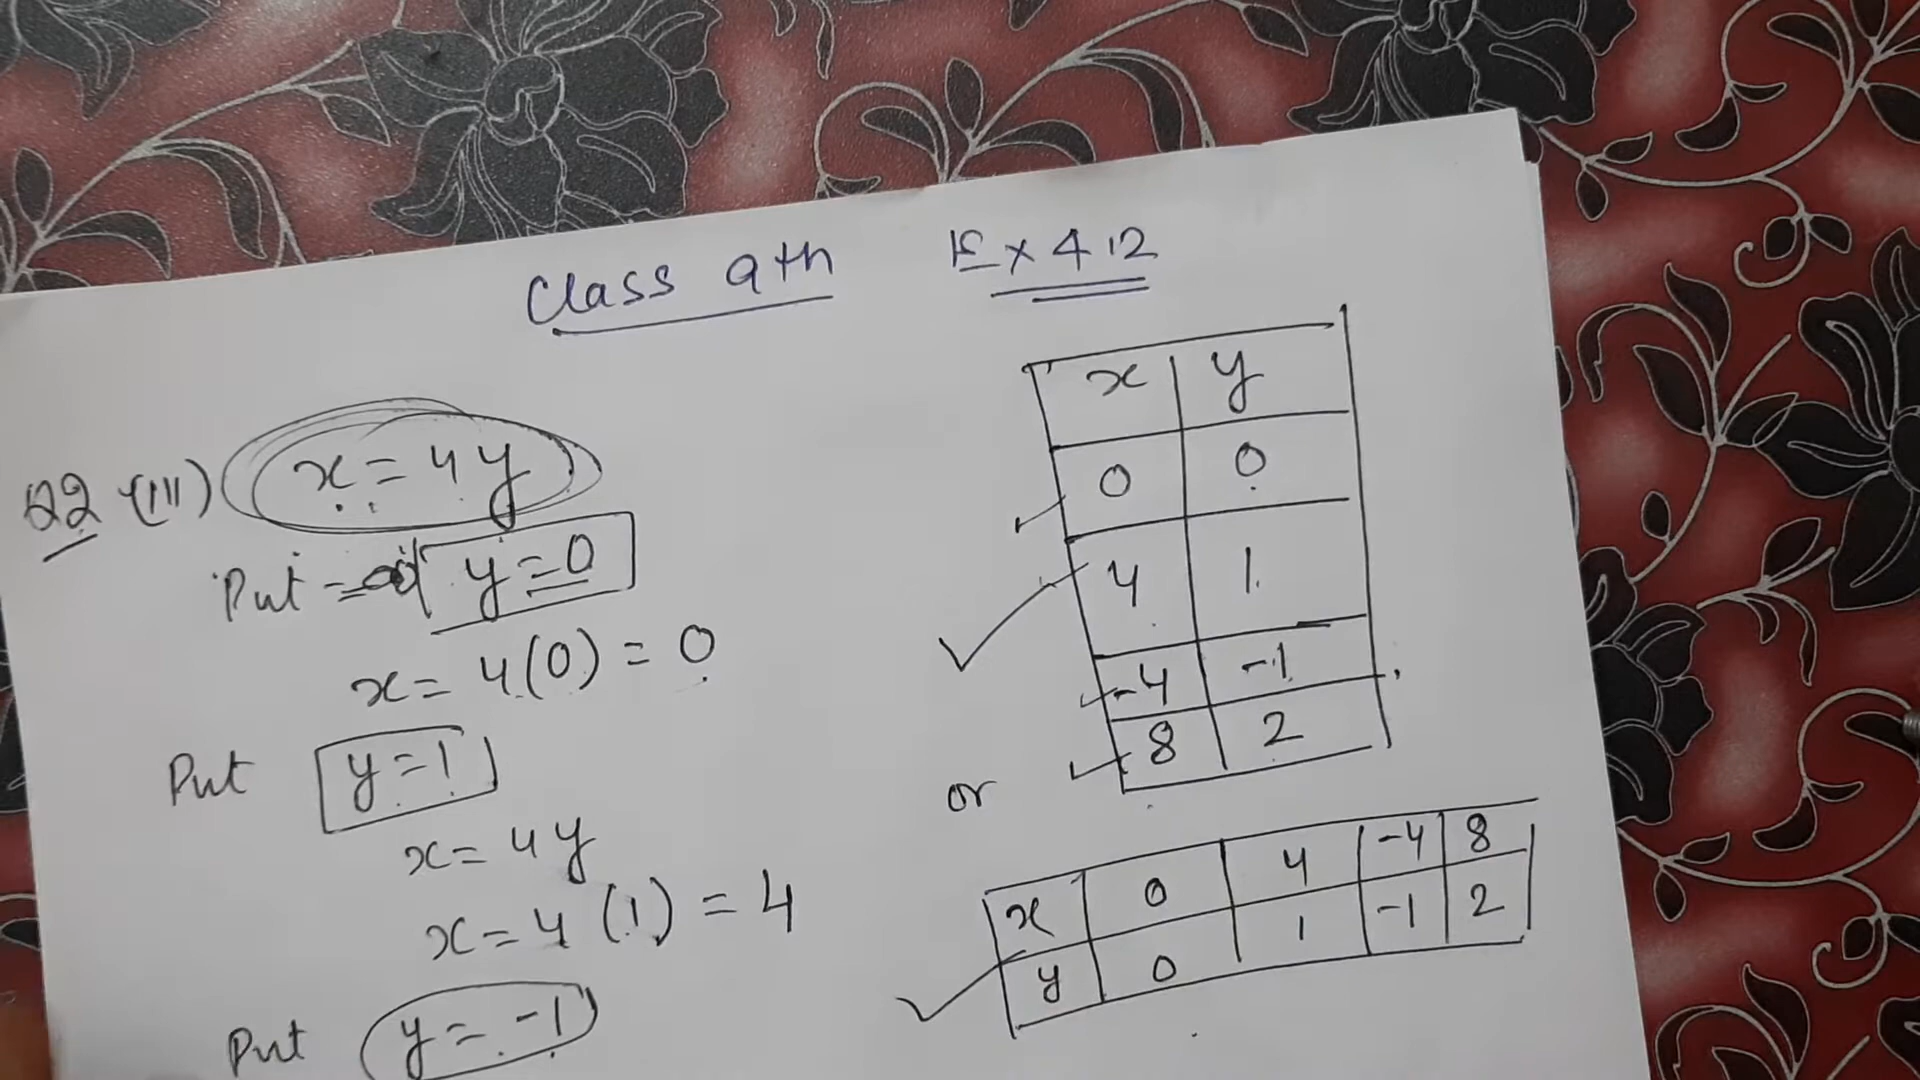 Class 9th Ex 4.2
Q2 (III) x = 4y
Put y=0
x = 4(0) = 0
Put y=1
x = 4y
x = 4(1) = 4
Put y = -1
x y
0 0
4 1
-4 -1
8 2
or
x 0 4 -4 8
y 0 1 -1 2